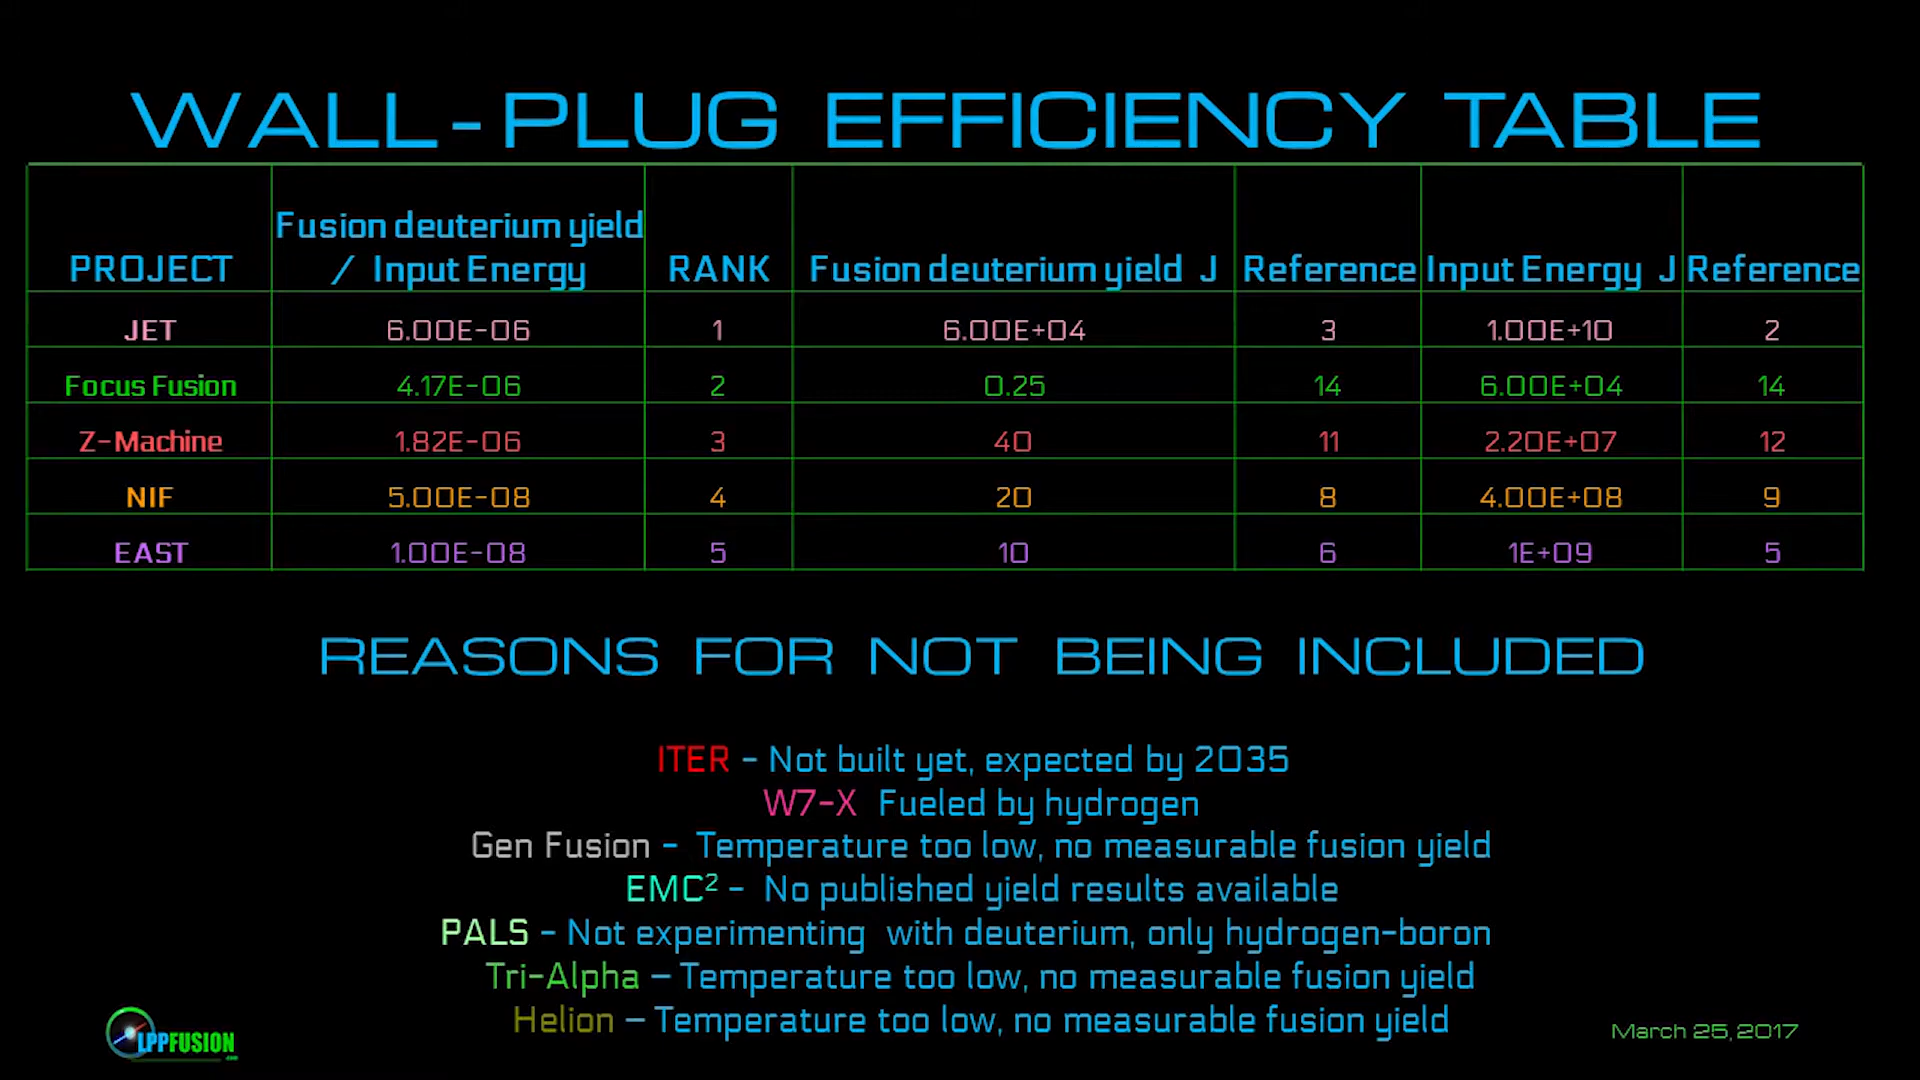 WALL-PLUG EFFICIENCY TABLE
PROJECT Fusion deuterium yield / Input Energy RANK Fusion deuterium yield J Reference Input Energy J Reference
JET 6.00E-06 1 6.00E+04 3 1.00E+10 2
Focus Fusion 4.17E-06 2 0.25 14 6.00E+04 14
Z-Machine 1.82E-06 3 40 11 2.20E+07 12
NIF 5.00E-08 4 20 8 4.00E+08 9
EAST 1.00E-08 5 10 6 1E+09 5
REASONS FOR NOT BEING INCLUDED
ITER - Not built yet, expected by 2035
W7-X Fueled by hydrogen
Gen Fusion - Temperature too low, no measurable fusion yield
EMC² - No published yield results available
PALS - Not experimenting with deuterium, only hydrogen-boron
Tri-Alpha – Temperature too low, no measurable fusion yield
Helion – Temperature too low, no measurable fusion yield
LPPFUSION
.com
March 25, 2017